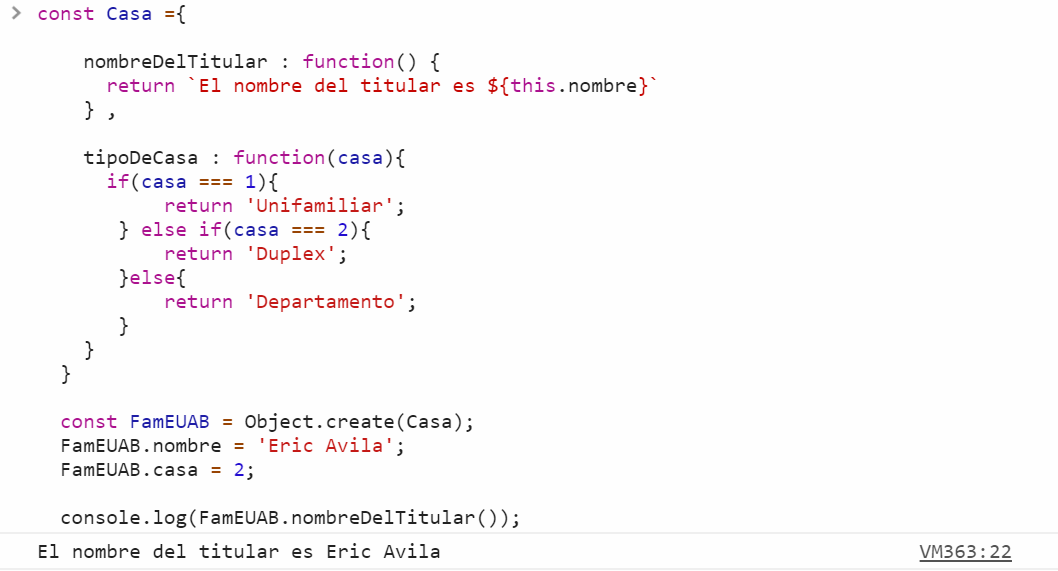 > const Casa ={
nombreDelTitular : function() {
return `El nombre del titular es ${this.nombre}`
} ,
tipoDeCasa : function(casa){
if(casa === 1){
return 'Unifamiliar';
} else if(casa === 2){
return 'Duplex';
}else{
return 'Departamento';
}
}
}
const FamEUAB = Object.create(Casa);
FamEUAB.nombre = 'Eric Avila';
FamEUAB.casa = 2;
console.log(FamEUAB.nombreDelTitular());
El nombre del titular es Eric Avila VM363:22